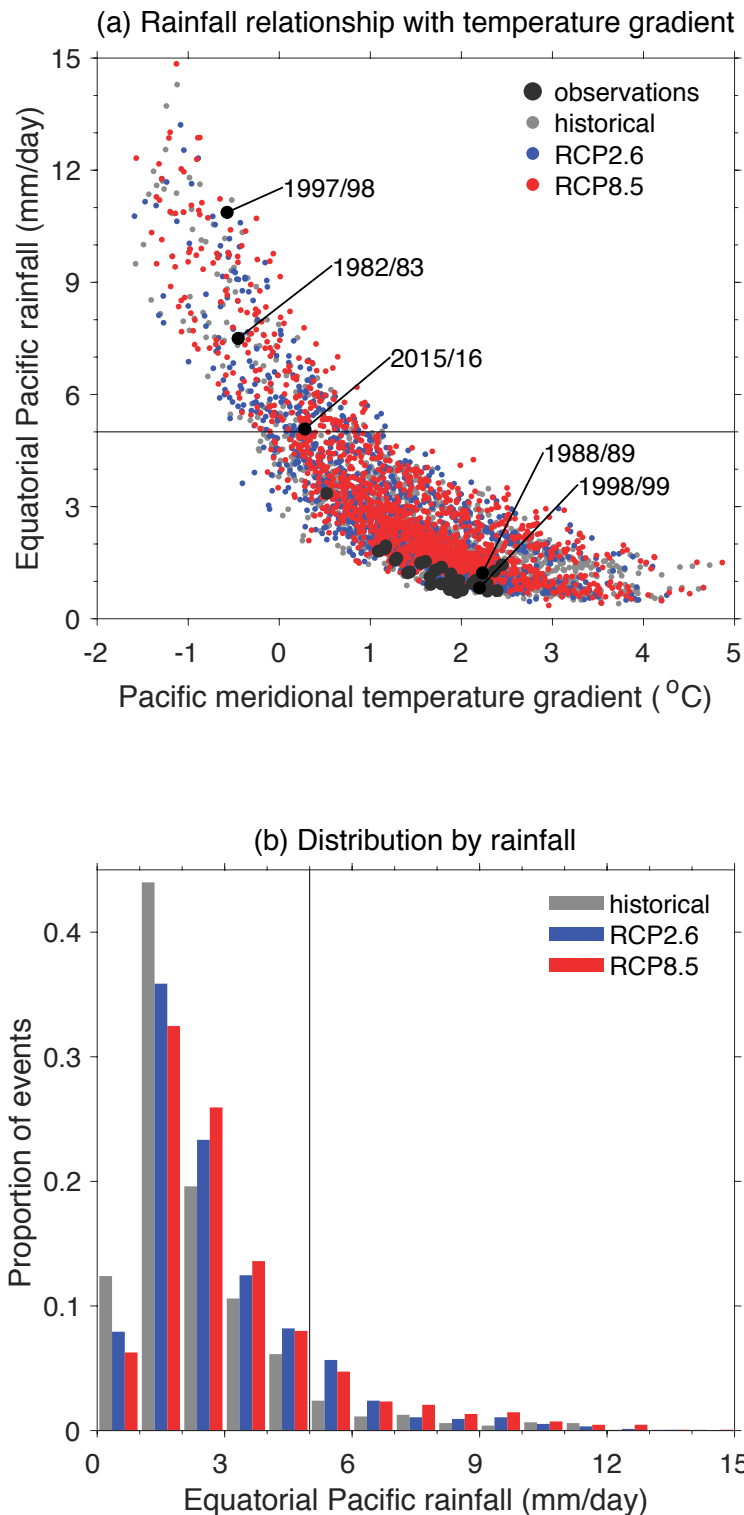 (a) Rainfall relationship with temperature gradient
15
12
9
6
3
0
Equatorial Pacific rainfall (mm/day)
observations
historical
RCP2.6
RCP8.5
1997/98
1982/83
2015/16
1988/89
1998/99
-2 -1 0 1 2 3 4 5
Pacific meridional temperature gradient ( °C)
(b) Distribution by rainfall
0.4
0.3
0.2
0.1
0
Proportion of events
historical
RCP2.6
RCP8.5
0 3 6 9 12 15
Equatorial Pacific rainfall (mm/day)